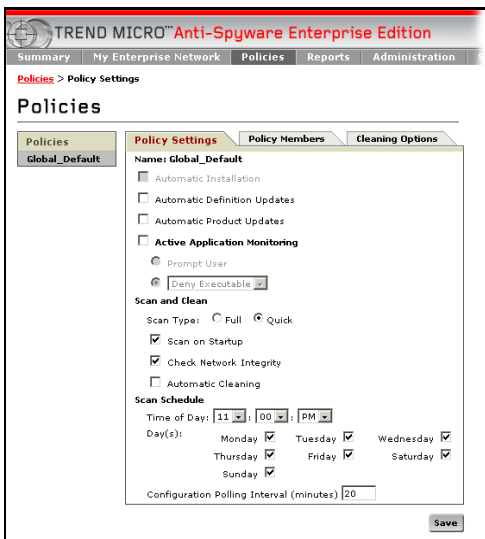 TREND MICRO™Anti-Spyware Enterprise Edition
Summary My Enterprise Network Policies Reports Administration S
Policies > Policy Settings
Policies
Policies
Global_Default
Policy Settings Policy Members Cleaning Options
Name: Global_Default
Automatic Installation
Automatic Definition Updates
Automatic Product Updates
Active Application Monitoring
Prompt User
Deny Executable
Scan and Clean
Scan Type: Full Quick
Scan on Startup
Check Network Integrity
Automatic Cleaning
Scan Schedule
Time of Day: 11 : 00 : PM
Day(s): Monday Tuesday Wednesday
Thursday Friday Saturday
Sunday
Configuration Polling Interval (minutes) 20
Save